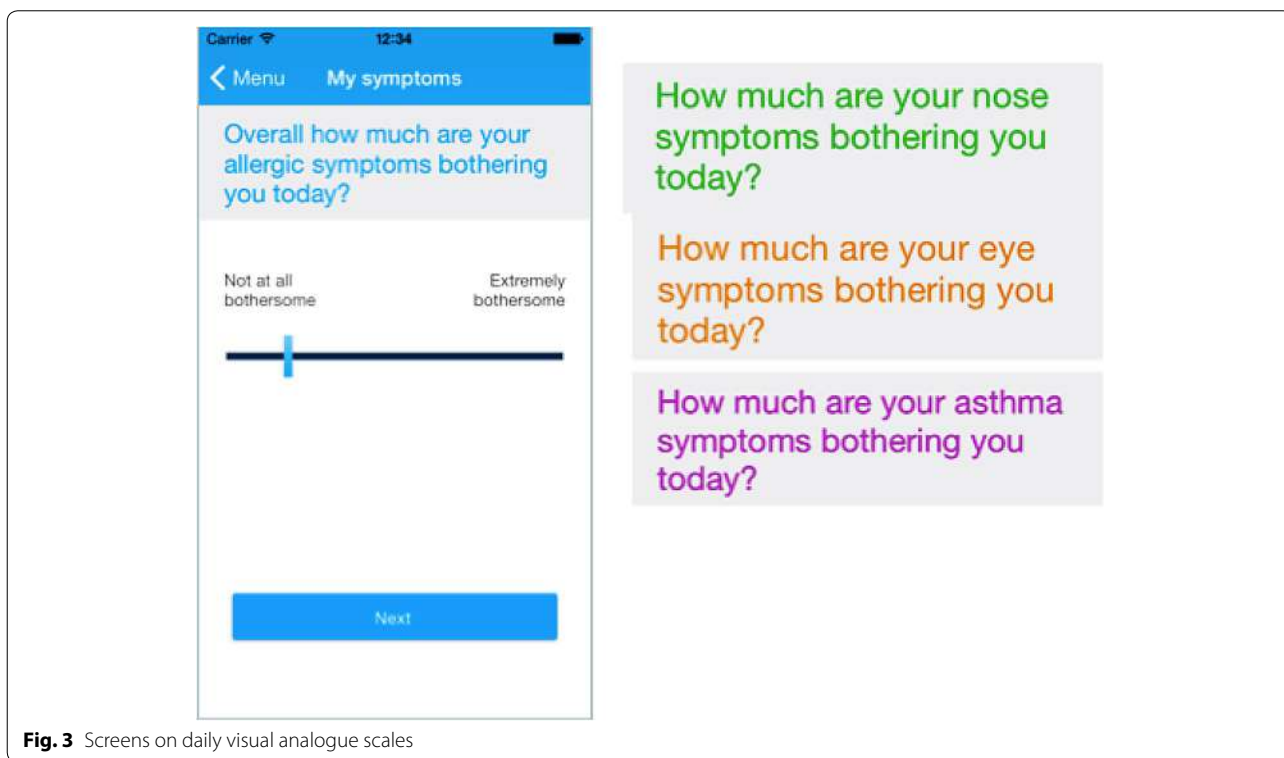 Carrier 12:34
Menu My symptoms
Overall how much are your
allergic symptoms bothering
you today?
Not at all
bothersome
Extremely
bothersome
Next
How much are your nose
symptoms bothering you
today?
How much are your eye
symptoms bothering you
today?
How much are your asthma
symptoms bothering you
today?
Fig. 3 Screens on daily visual analogue scales